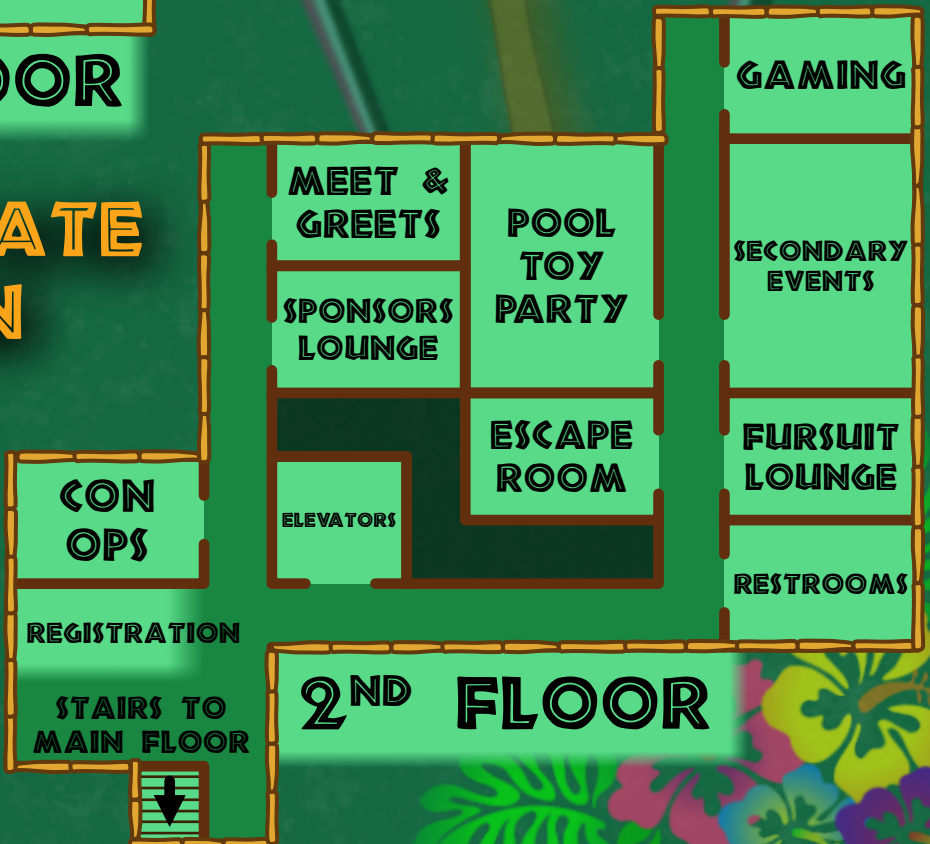 OOR
ATE
N
GAMING
MEET &
GREETS
POOL
TOY
PARTY
SECONDARY
EVENTS
SPONSORS
LOUNGE
ESCAPE
ROOM
FURSUIT
LOUNGE
CON
OPS
ELEVATORS
RESTROOMS
REGISTRATION
STAIRS TO
MAIN FLOOR
2ND FLOOR